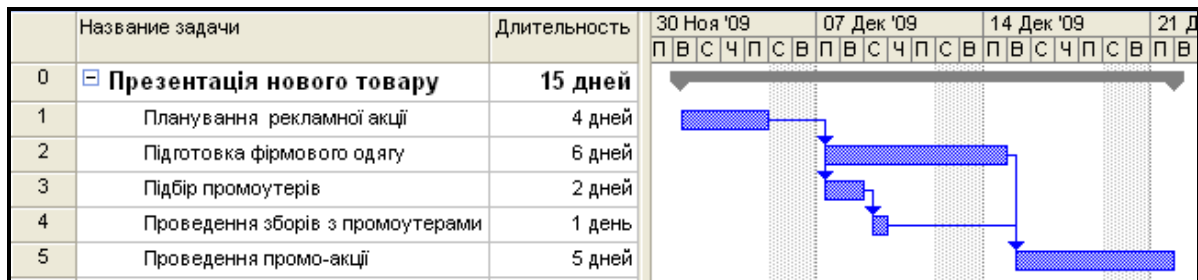 Название задачи Длительность 30 Ноя '09 07 Дек '09 14 Дек '09 21 Д
П В С Ч П С В П В С Ч П С В П В С Ч П С В П В
0 Презентація нового товару 15 дней
1 Планування рекламної акції 4 дней
2 Підготовка фірмового одягу 6 дней
3 Підбір промоутерів 2 дней
4 Проведення зборів з промоутерами 1 день
5 Проведення промо-акції 5 дней